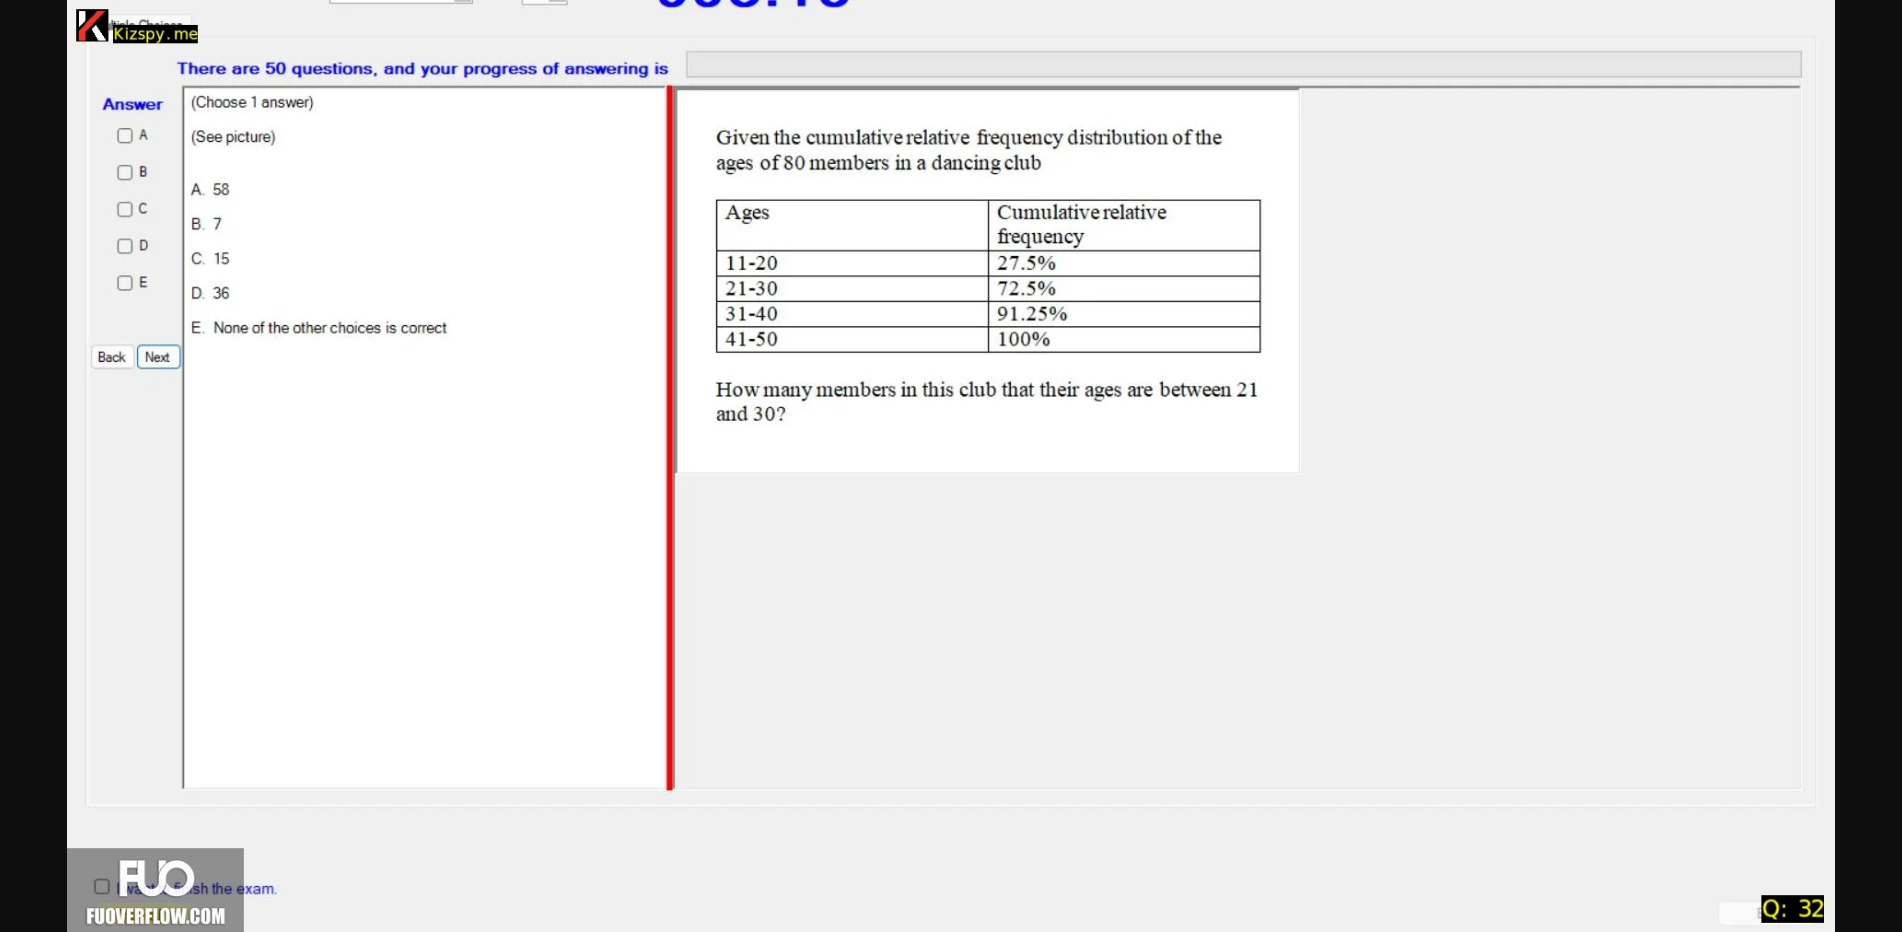 Kizspy.me
There are 50 questions, and your progress of answering is
Answer
A
B
C
D
E
Back Next
(Choose 1 answer)
(See picture)
A. 58
B. 7
C. 15
D. 36
E. None of the other choices is correct
Given the cumulative relative frequency distribution of the
ages of 80 members in a dancing club
Ages Cumulative relative
frequency
11-20 27.5%
21-30 72.5%
31-40 91.25%
41-50 100%
How many members in this club that their ages are between 21
and 30?
FUO
sh the exam.
FUOVERFLOW.COM
Q: 32